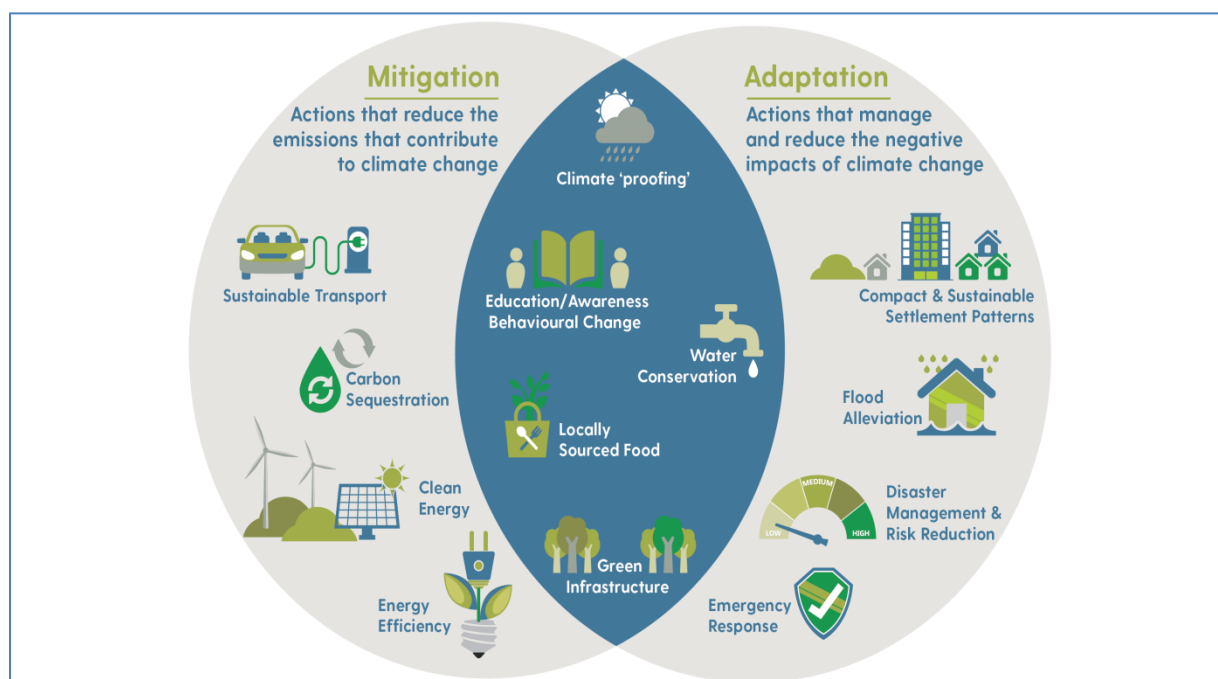 Mitigation
Actions that reduce the
emissions that contribute
to climate change
Sustainable Transport
Carbon
Sequestration
Clean
Energy
Energy
Efficiency
Climate 'proofing'
Education/Awareness
Behavioural Change
Water
Conservation
Locally
Sourced Food
Green
Infrastructure
Adaptation
Actions that manage
and reduce the negative
impacts of climate change
Compact & Sustainable
Settlement Patterns
Flood
Alleviation
LOW
MEDIUM
HIGH
Disaster
Management &
Risk Reduction
Emergency
Response